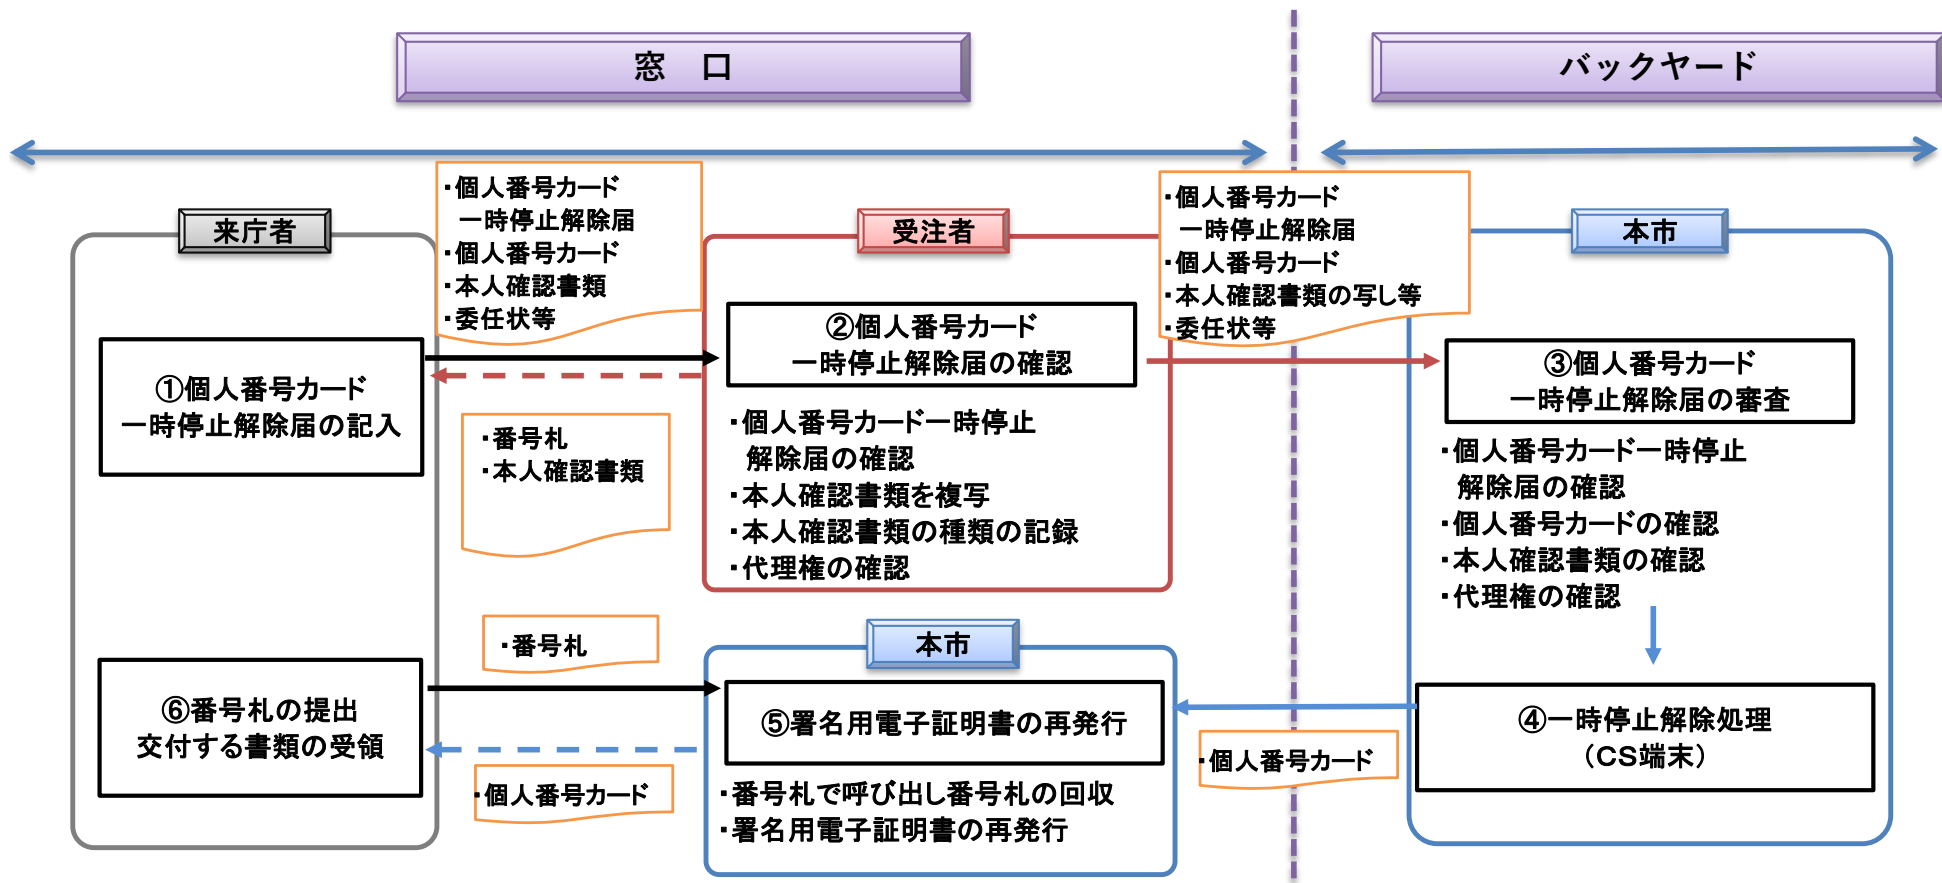 窓　口
バックヤード
来庁者
・個人番号カード
一時停止解除届
・個人番号カード
・本人確認書類
・委任状等
受注者
・個人番号カード
一時停止解除届
・個人番号カード
・本人確認書類の写し等
・委任状等
本市
①個人番号カード
一時停止解除届の記入
②個人番号カード
一時停止解除届の確認
③個人番号カード
一時停止解除届の審査
・番号札
・本人確認書類
・個人番号カード一時停止
解除届の確認
・本人確認書類を複写
・本人確認書類の種類の記録
・代理権の確認
・個人番号カード一時停止
解除届の確認
・個人番号カードの確認
・本人確認書類の確認
・代理権の確認
・番号札
本市
⑥番号札の提出
交付する書類の受領
⑤署名用電子証明書の再発行
④一時停止解除処理
（CS端末）
・個人番号カード
・個人番号カード
・番号札で呼び出し番号札の回収
・署名用電子証明書の再発行